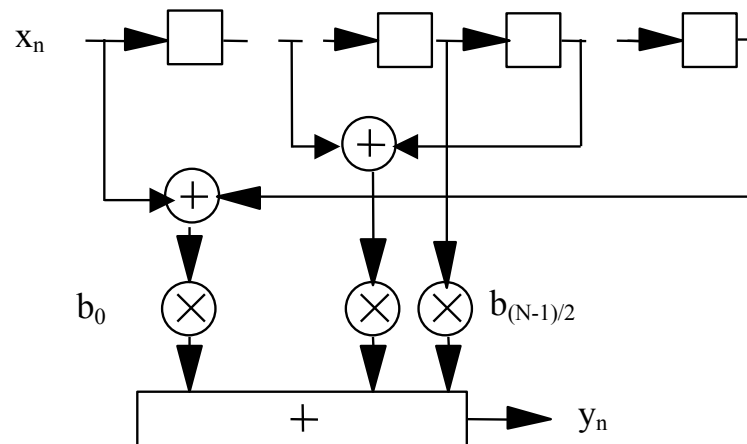 xₙ
+
+
b₀
×
×
×
b₍N-1₎/₂
+
yₙ